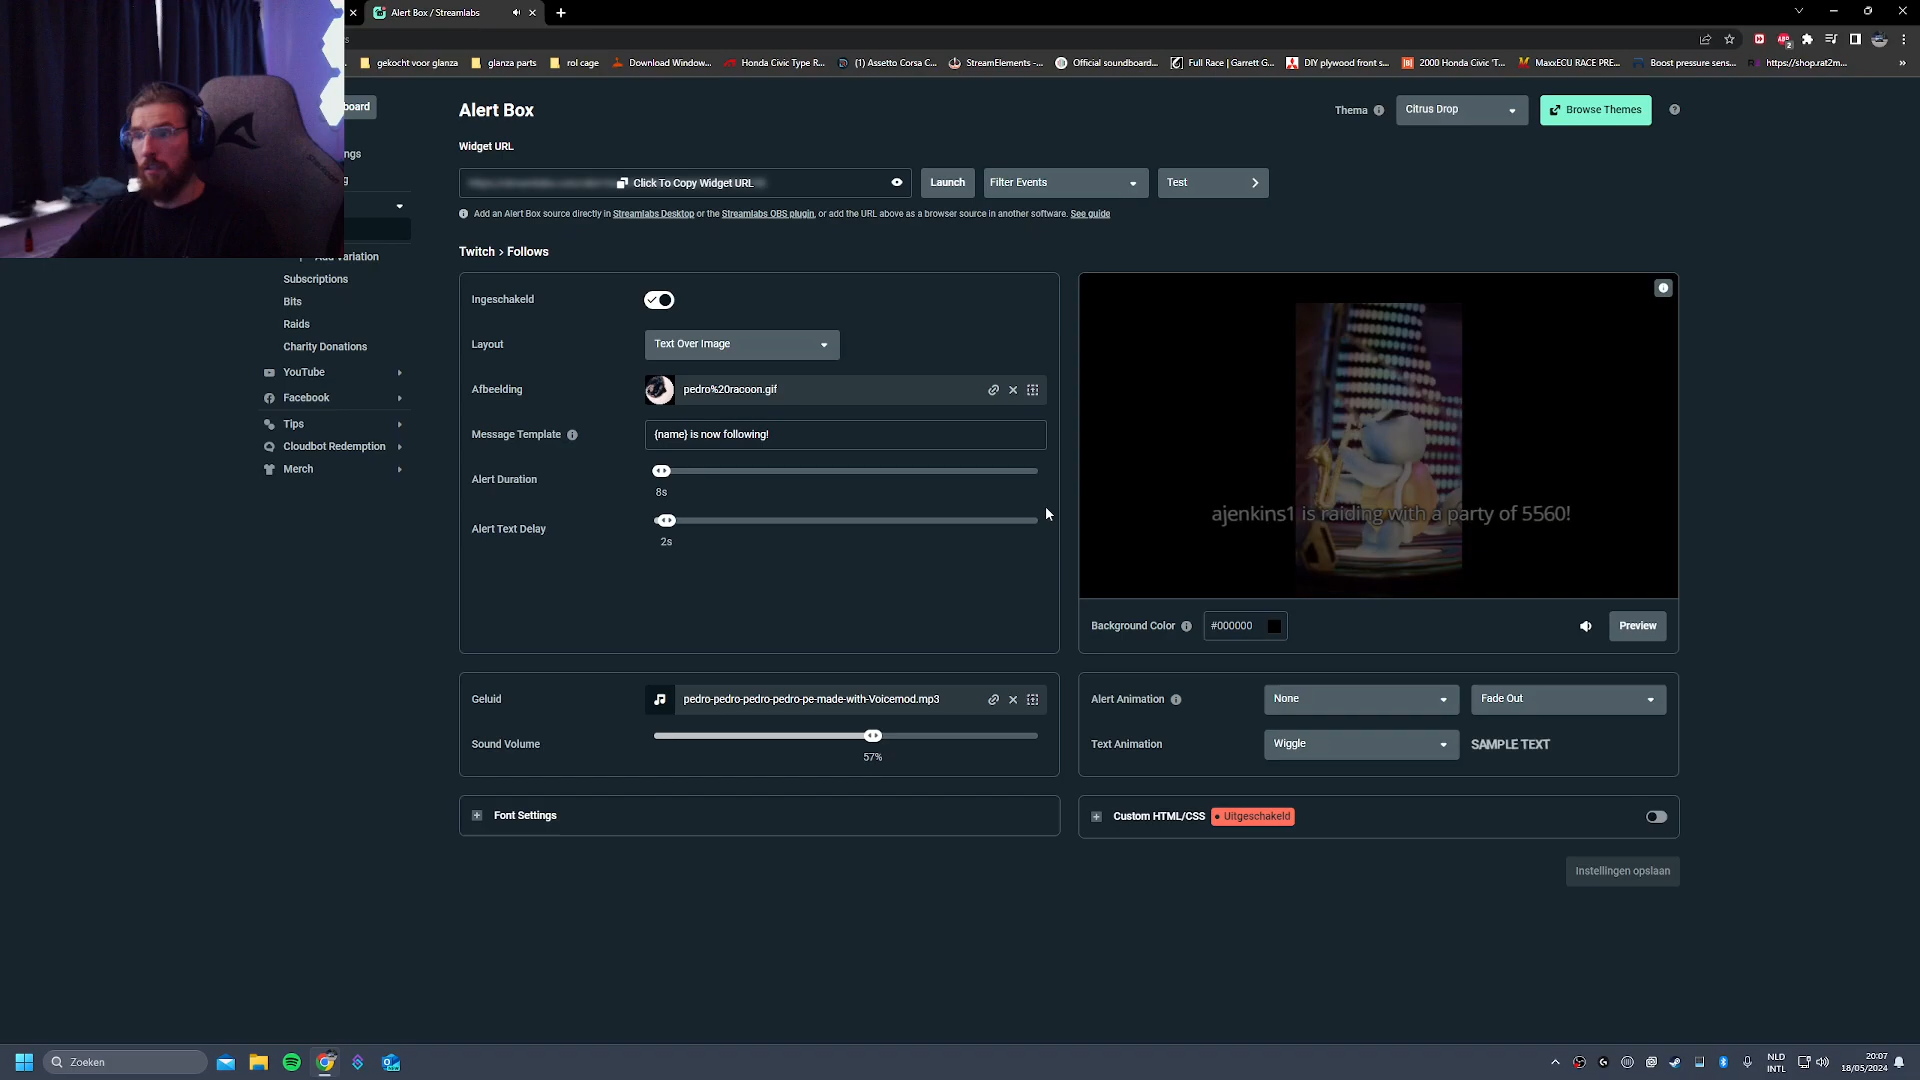 Alert Box / Streamlabs
gekocht voor glanza
glanza parts
rol cage
Download Window...
Honda Civic Type R...
(1) Assetto Corsa C...
StreamElements -...
Official soundboard...
Full Race | Garrett G...
DIY plywood front s...
2000 Honda Civic 'T...
MaxxECU RACE PRE...
Boost pressure sens...
https://shop.rat2m...
»
board
Alert Box
Thema
Citrus Drop
Browse Themes
Widget URL
Click To Copy Widget URL
Launch
Filter Events
Test
Add an Alert Box source directly in Streamlabs Desktop or the Streamlabs OBS plugin, or add the URL above as a browser source in another software. See guide
Twitch > Follows
Add Variation
Subscriptions
Bits
Raids
Charity Donations
YouTube
Facebook
Tips
Cloudbot Redemption
Merch
Ingeschakeld
Layout
Text Over Image
Afbeelding
pedro%20racoon.gif
Message Template
{name} is now following!
Alert Duration
8s
Alert Text Delay
2s
ajenkins1 is raiding with a party of 5560!
Background Color
#000000
Preview
Geluid
pedro-pedro-pedro-pedro-pe-made-with-Voicemod.mp3
Sound Volume
57%
Alert Animation
None
Fade Out
Text Animation
Wiggle
SAMPLE TEXT
Font Settings
Custom HTML/CSS
Uitgeschakeld
Instellingen opslaan
Zoeken
NLD
INTL
20:07
18/05/2024